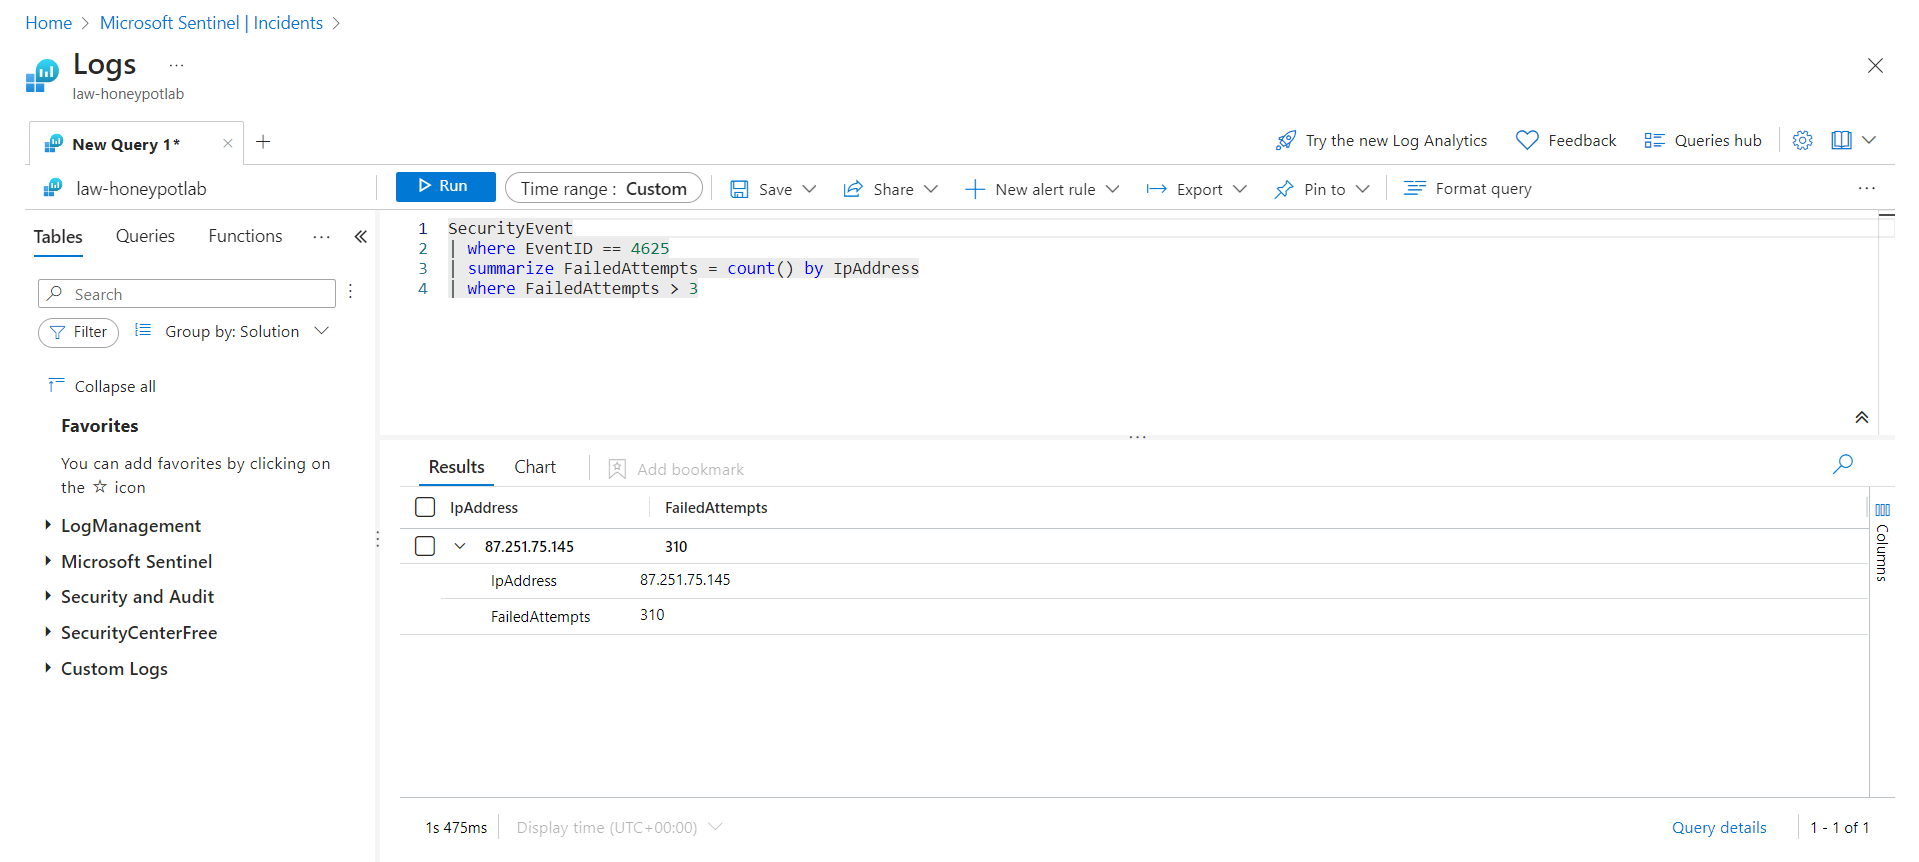 Home > Microsoft Sentinel | Incidents >
Logs ...
law-honeypotlab
New Query 1*
Try the new Log Analytics Feedback Queries hub
law-honeypotlab
Run Time range : Custom Save Share New alert rule Export Pin to Format query ...
Tables Queries Functions ...
Search
Filter Group by: Solution
Collapse all
Favorites
You can add favorites by clicking on
the ☆ icon
LogManagement
Microsoft Sentinel
Security and Audit
SecurityCenterFree
Custom Logs
1 SecurityEvent
2 | where EventID == 4625
3 | summarize FailedAttempts = count() by IpAddress
4 | where FailedAttempts > 3
Results Chart Add bookmark
IpAddress FailedAttempts
87.251.75.145 310
IpAddress 87.251.75.145
FailedAttempts 310
Columns
1s 475ms Display time (UTC+00:00) Query details 1 - 1 of 1